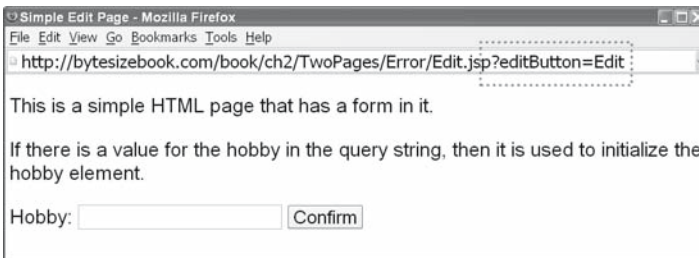 Simple Edit Page - Mozilla Firefox
File Edit View Go Bookmarks Tools Help
http://bytesizebook.com/book/ch2/TwoPages/Error/Edit.jsp?editButton=Edit
This is a simple HTML page that has a form in it.
If there is a value for the hobby in the query string, then it is used to initialize the
hobby element.
Hobby: Confirm